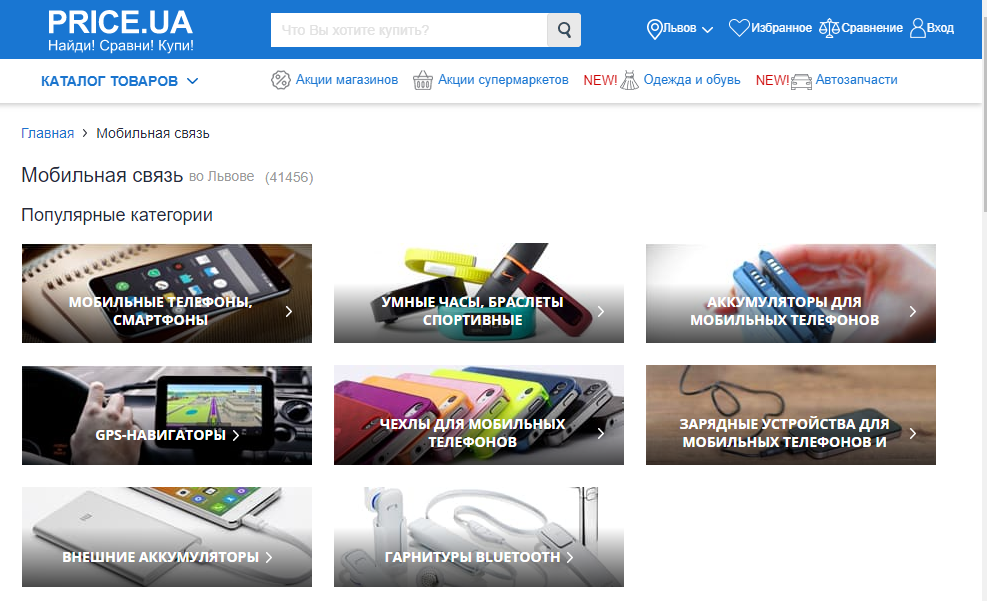 PRICE.UA
Найди! Сравни! Купи!
Что Вы хотите купить?
Львов
Избранное
Сравнение
Вход
КАТАЛОГ ТОВАРОВ
Акции магазинов
Акции супермаркетов
NEW! Одежда и обувь
NEW! Автозапчасти
Главная > Мобильная связь
Мобильная связь во Львове (41456)
Популярные категории
МОБИЛЬНЫЕ ТЕЛЕФОНЫ,
СМАРТФОНЫ
УМНЫЕ ЧАСЫ, БРАСЛЕТЫ
СПОРТИВНЫЕ
АККУМУЛЯТОРЫ ДЛЯ
МОБИЛЬНЫХ ТЕЛЕФОНОВ
GPS-НАВИГАТОРЫ
ЧЕХЛЫ ДЛЯ МОБИЛЬНЫХ
ТЕЛЕФОНОВ
ЗАРЯДНЫЕ УСТРОЙСТВА ДЛЯ
МОБИЛЬНЫХ ТЕЛЕФОНОВ И
ВНЕШНИЕ АККУМУЛЯТОРЫ
ГАРНИТУРЫ BLUETOOTH